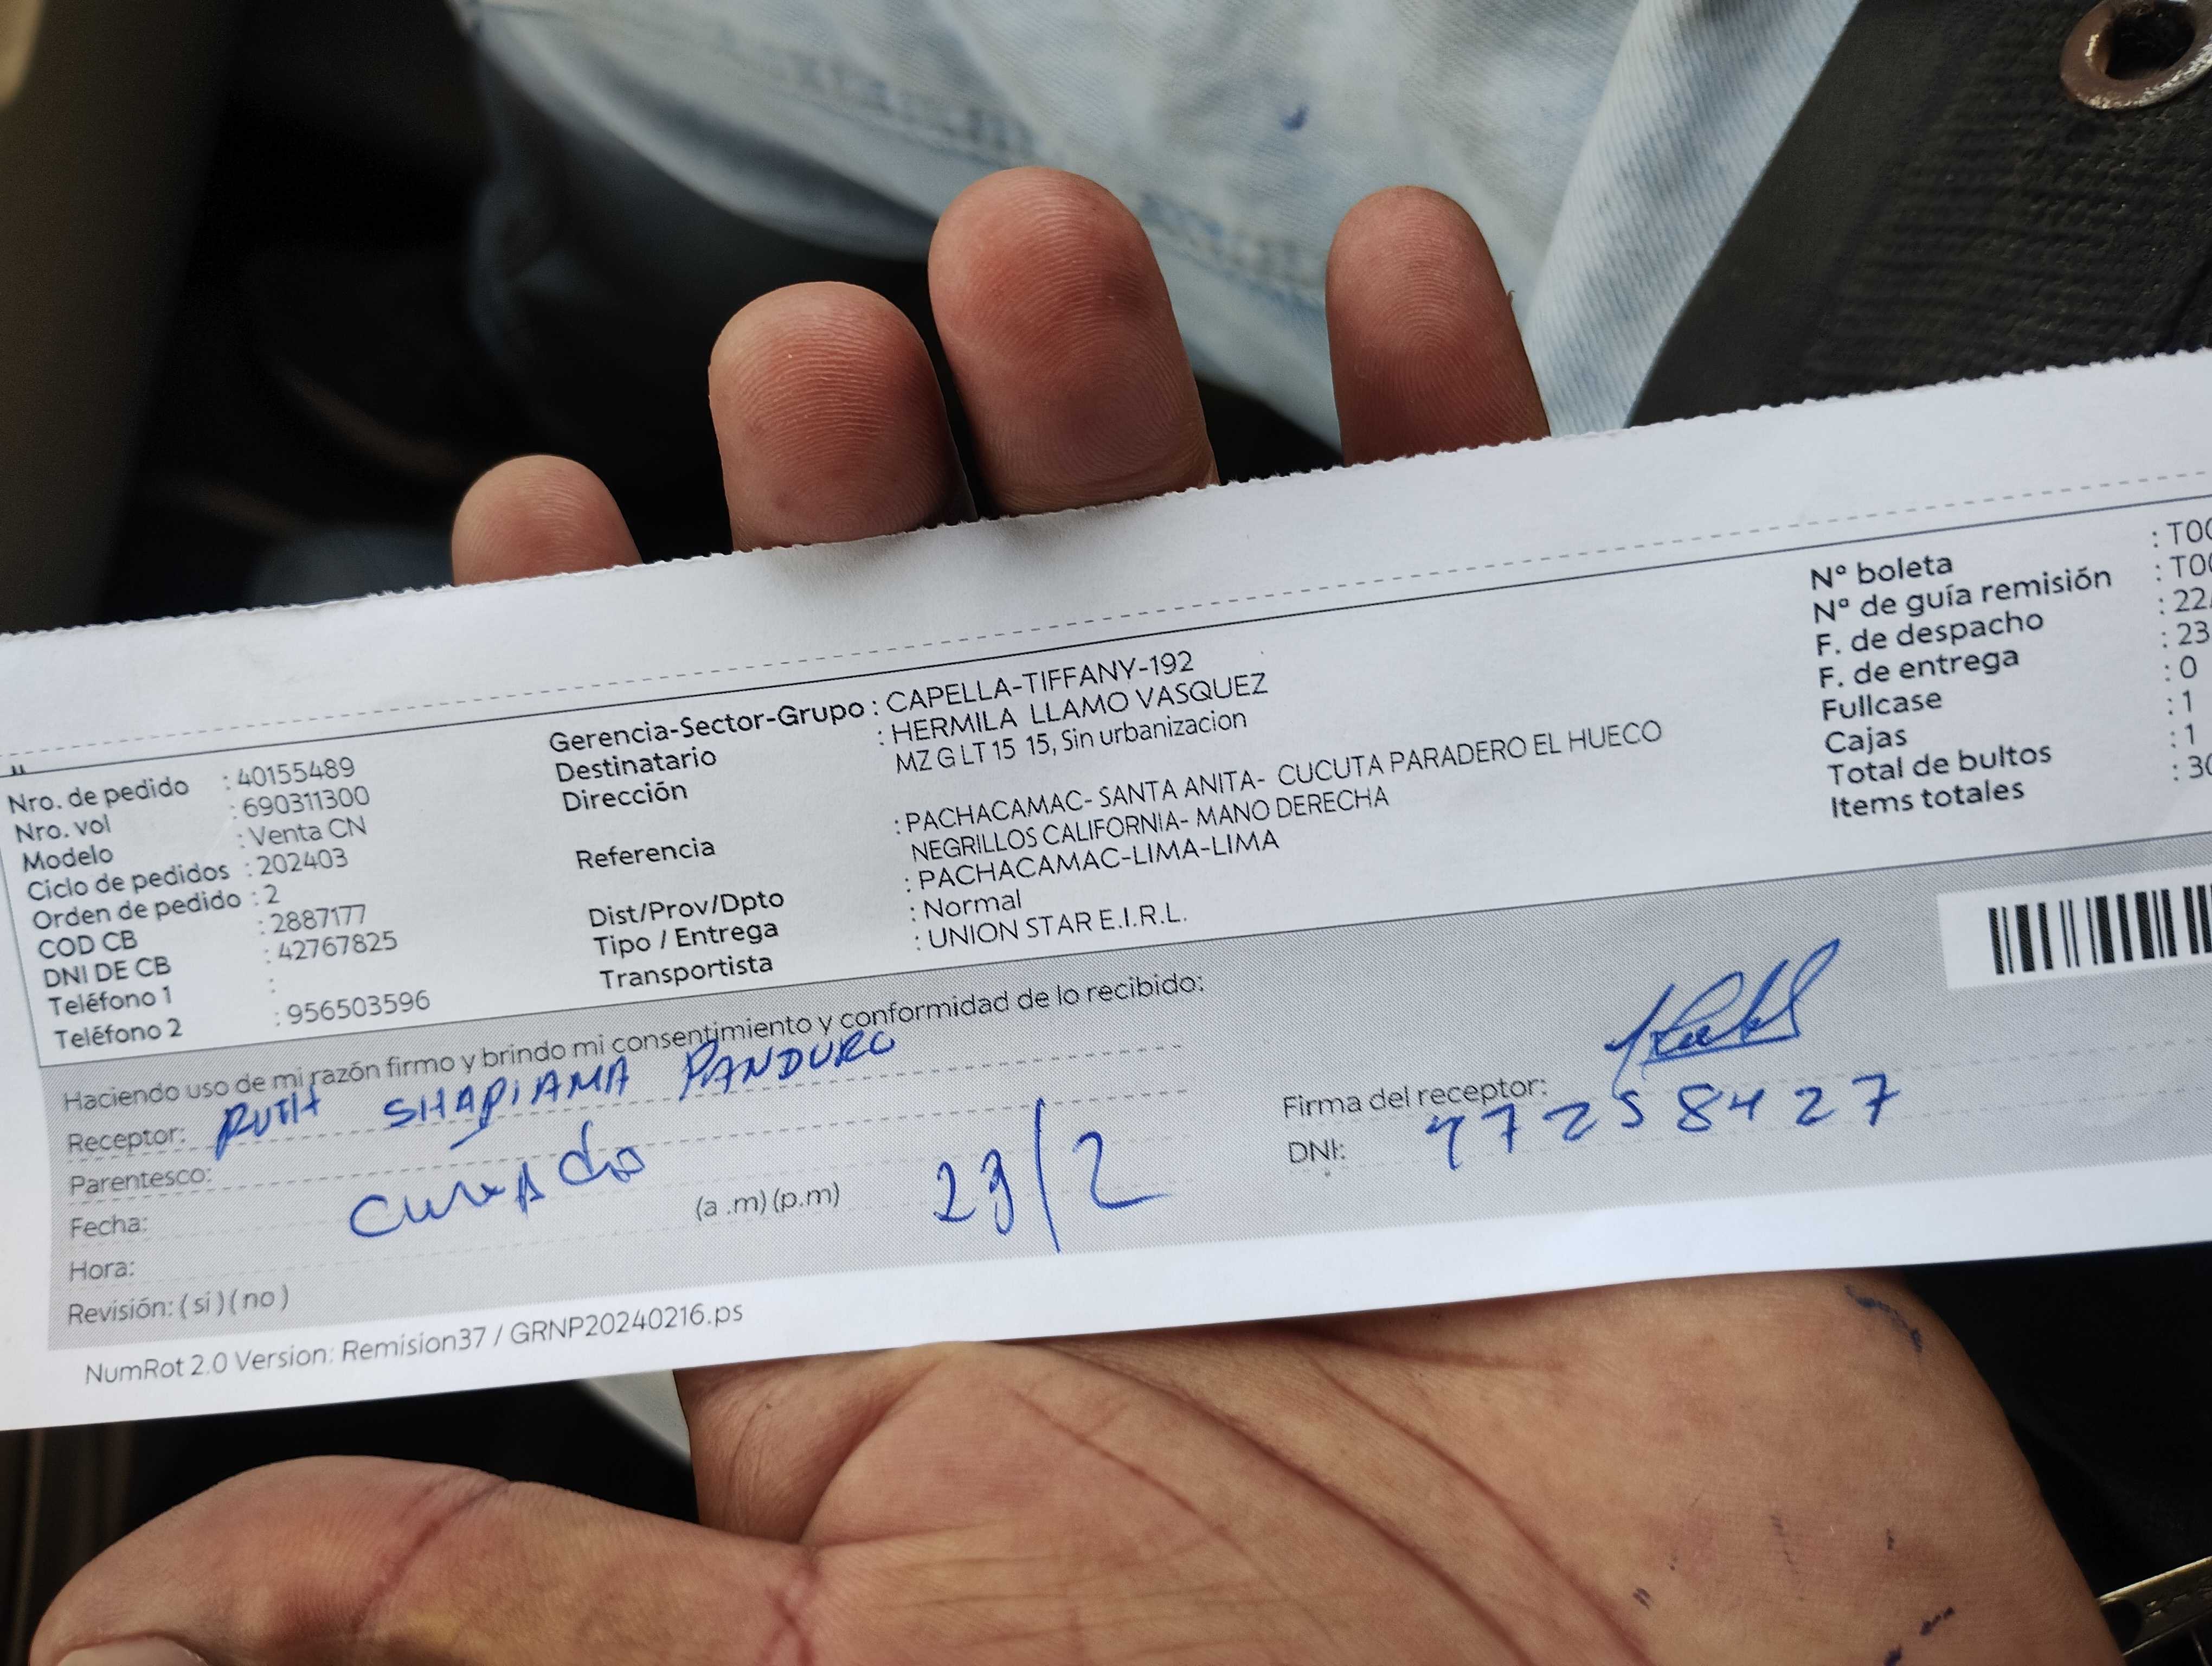 Nro. de pedido : 40155489
Nro. vol : 690311300
Modelo : Venta CN
Ciclo de pedidos : 202403
Orden de pedido : 2
COD CB : 2887177
DNI DE CB : 42767825
Teléfono 1 :
Teléfono 2 : 956503596
Gerencia-Sector-Grupo : CAPELLA-TIFFANY-192
Destinatario : HERMILA LLAMO VASQUEZ
Dirección MZ G LT 15 15, Sin urbanizacion
Referencia : PACHACAMAC- SANTA ANITA- CUCUTA PARADERO EL HUECO
NEGRILLOS CALIFORNIA- MANO DERECHA
Dist/Prov/Dpto : PACHACAMAC-LIMA-LIMA
Tipo / Entrega : Normal
Transportista : UNION STAR E.I.R.L.
Nº boleta : T00
Nº de guía remisión : T00
F. de despacho : 22
F. de entrega : 23
Fullcase : 0
Cajas : 1
Total de bultos : 1
Items totales : 30
Haciendo uso de mi razón firmo y brindo mi consentimiento y conformidad de lo recibido:
Receptor: RUTH SHAPIAMA PANDURO
Parentesco:
Fecha: cuñado
Hora: (a .m) (p.m) 23/2
Revisión: ( si ) ( no )
Firma del receptor:
DNI: 77258427
NumRot 2.0 Version: Remision37 / GRNP20240216.ps